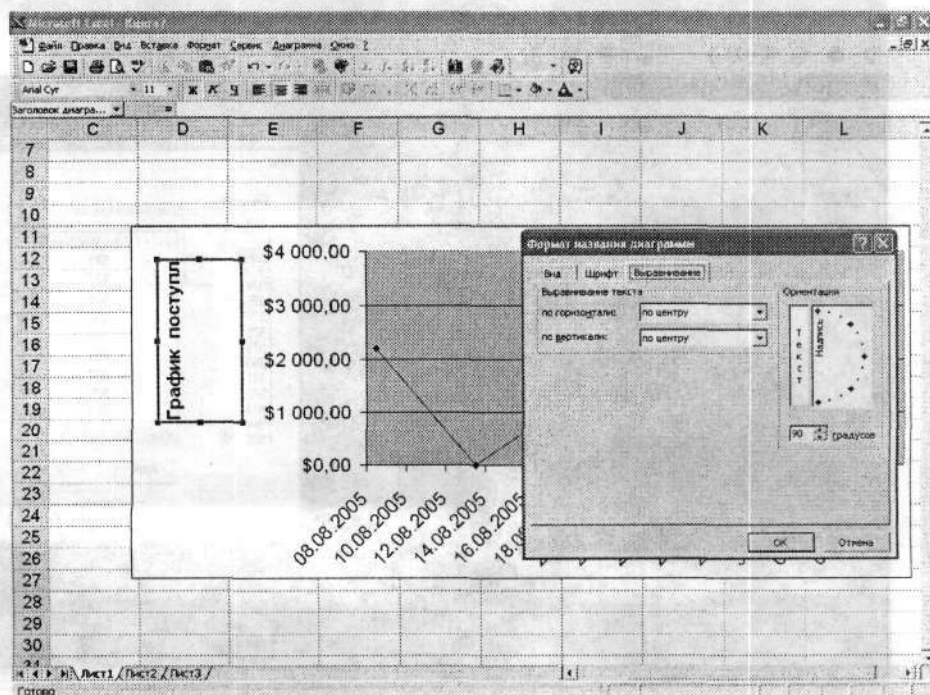 Microsoft Excel - Книга7
Файл Правка Вид Вставка Формат Сервис Диаграмма Окно ?
Arial Cyr 11 Ж К Ч
Заголовок диагра... =
C D E F G H I J K L
7
8
9
10
11
12
13
14
15
16
17
18
19
20
21
22
23
24
25
26
27
28
29
30
31
График поступл
$4 000,00
$3 000,00
$2 000,00
$1 000,00
$0,00
08.08.2005
10.08.2005
12.08.2005
14.08.2005
16.08.2005
18.08
Формат названия диаграмм
Вид Шрифт Выравнивание
Выравнивание текста
по горизонтали: по центру
по вертикали: по центру
Ориентация
Текст
Надпись
90 градусов
OK Отмена
Лист1 Лист2 Лист3
Готово